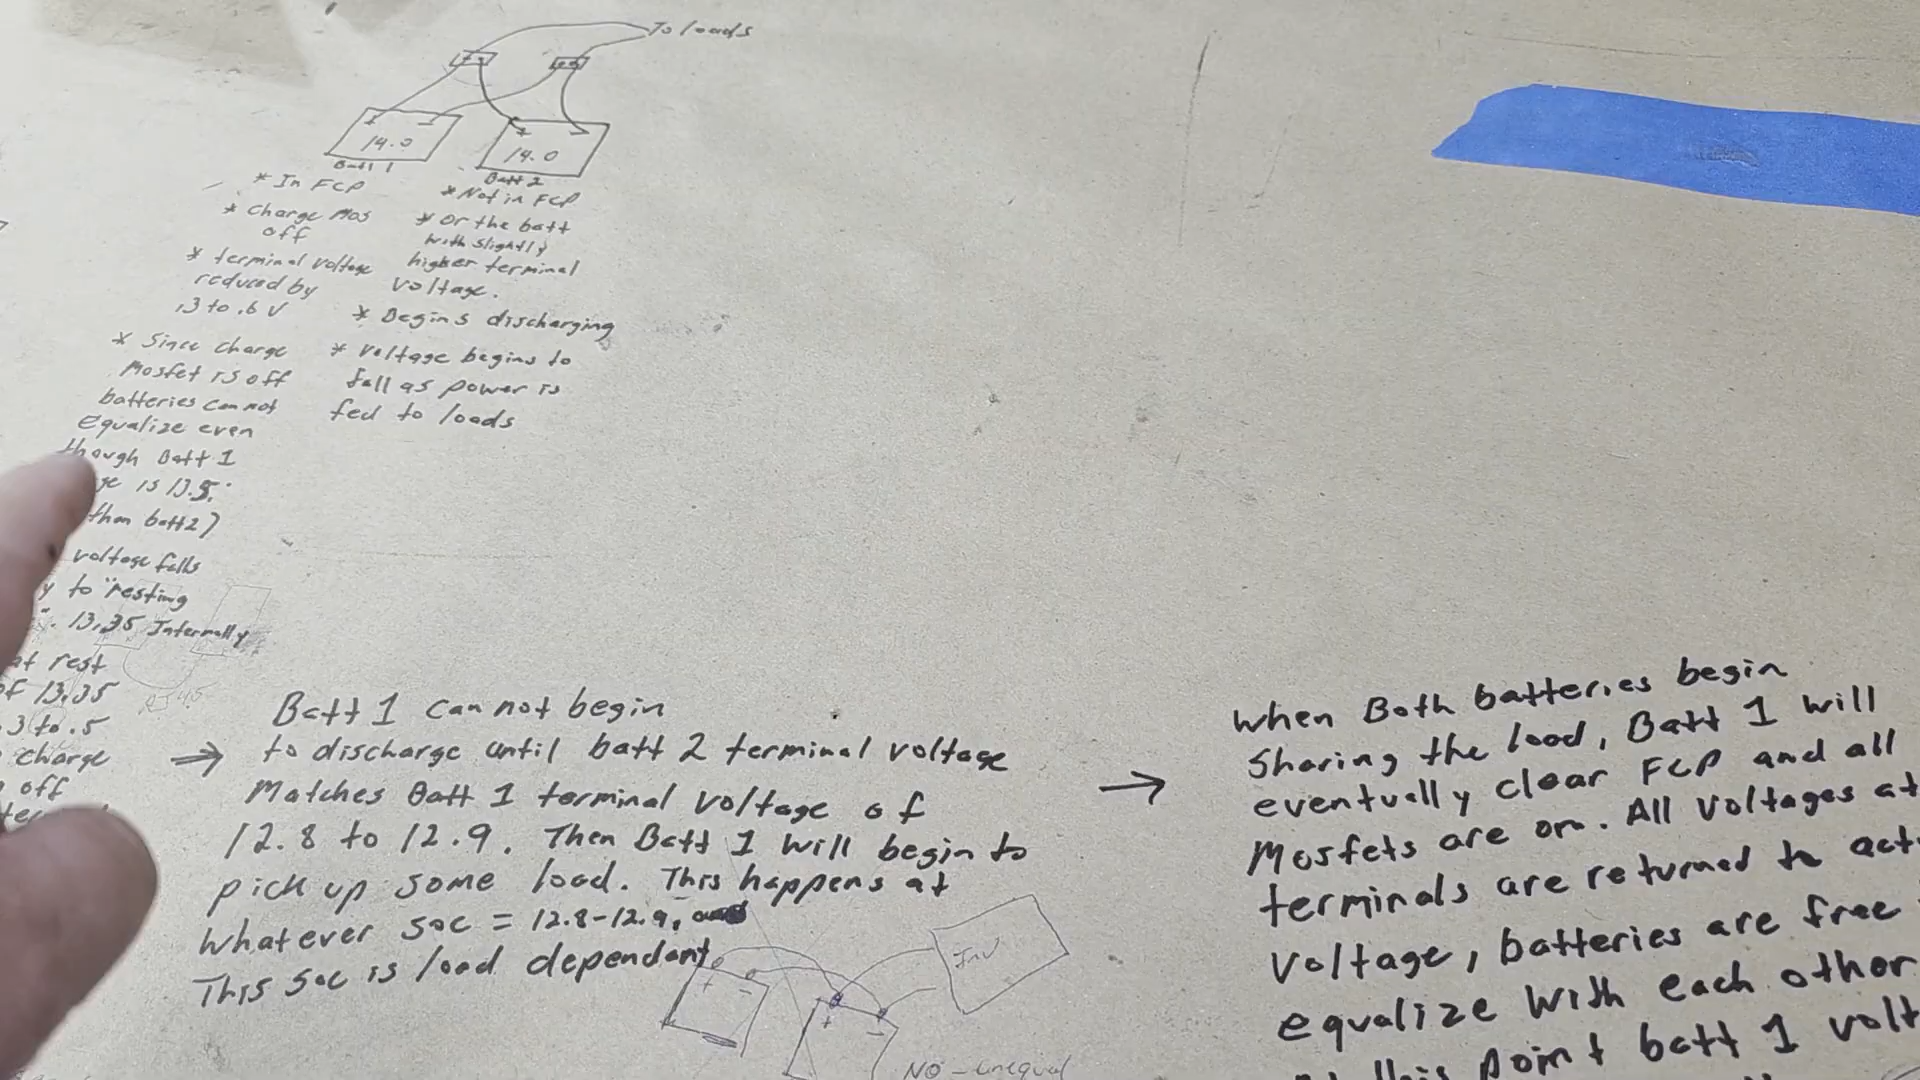 To loads
14.0
14.0
Batt 1
Batt 2
* In FCP
* Charge Mos
off
* terminal voltage
reduced by
.3 to .6 V
* Since charge
Mosfet is off
batteries can not
Equalize even
though Batt 1
is 13.5.
than batt2)
voltage falls
to "resting
13.35 Internally
at rest
of 13.35
.3 to .5
charge
off
* Not in FCP
* Or the batt
with slightly
higher terminal
voltage.
* Begins discharging
* Voltage begins to
fall as power is
fed to loads
→ Batt 1 can not begin
to discharge until batt 2 terminal voltage
Matches Batt 1 terminal voltage of
12.8 to 12.9. Then Batt 1 will begin to
pick up some load. This happens at
whatever soc = 12.8-12.9,
This soc is load dependant
+ -
+ -
Inv
NO - unequal
→ When Both batteries begin
Sharing the load, Batt 1 will
eventually clear FCP and all
Mosfets are on. All voltages at
terminals are returned to
voltage, batteries are free
equalize with each other
this point batt 1